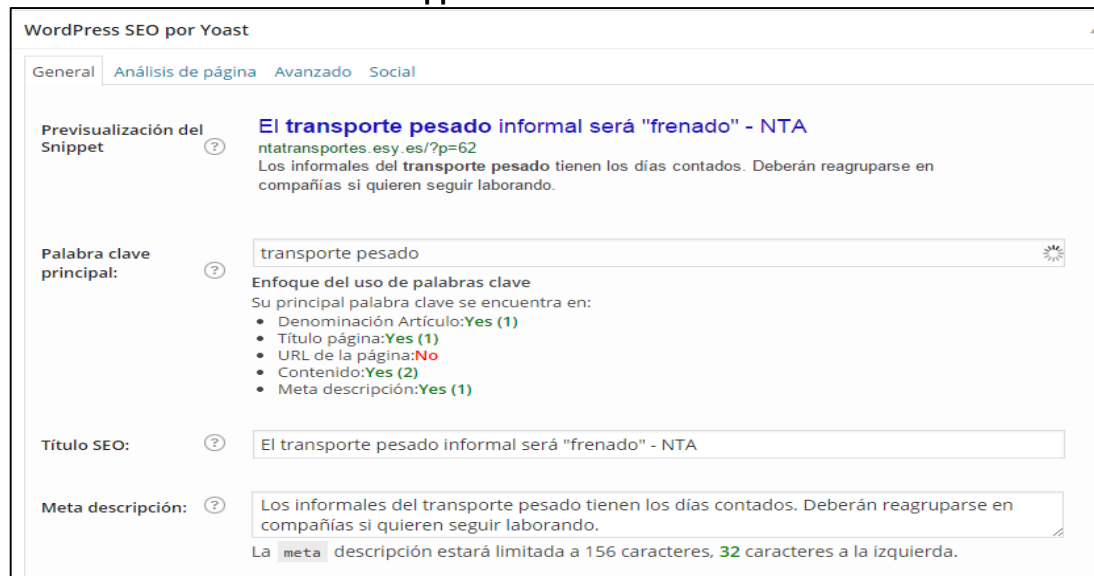 WordPress SEO por Yoast
General Análisis de página Avanzado Social
Previsualización del
Snippet ?
El transporte pesado informal será "frenado" - NTA
ntatransportes.esy.es/?p=62
Los informales del transporte pesado tienen los días contados. Deberán reagruparse en
compañías si quieren seguir laborando.
Palabra clave
principal: ?
transporte pesado
Enfoque del uso de palabras clave
Su principal palabra clave se encuentra en:
• Denominación Artículo:Yes (1)
• Título página:Yes (1)
• URL de la página:No
• Contenido:Yes (2)
• Meta descripción:Yes (1)
Título SEO: ? El transporte pesado informal será "frenado" - NTA
Meta descripción: ? Los informales del transporte pesado tienen los días contados. Deberán reagruparse en
compañías si quieren seguir laborando.
La meta descripción estará limitada a 156 caracteres, 32 caracteres a la izquierda.